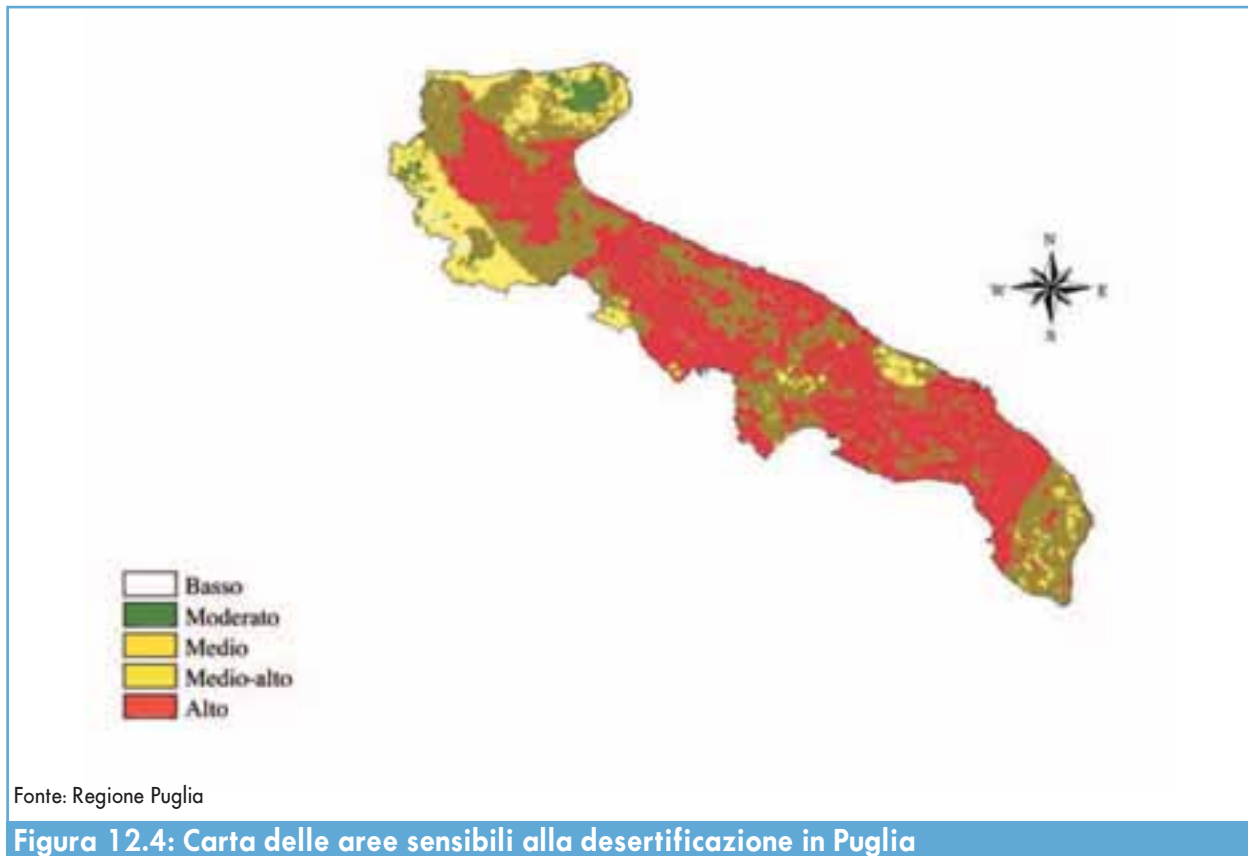 N
W E
S
Basso
Moderato
Medio
Medio-alto
Alto
Fonte: Regione Puglia
Figura 12.4: Carta delle aree sensibili alla desertificazione in Puglia